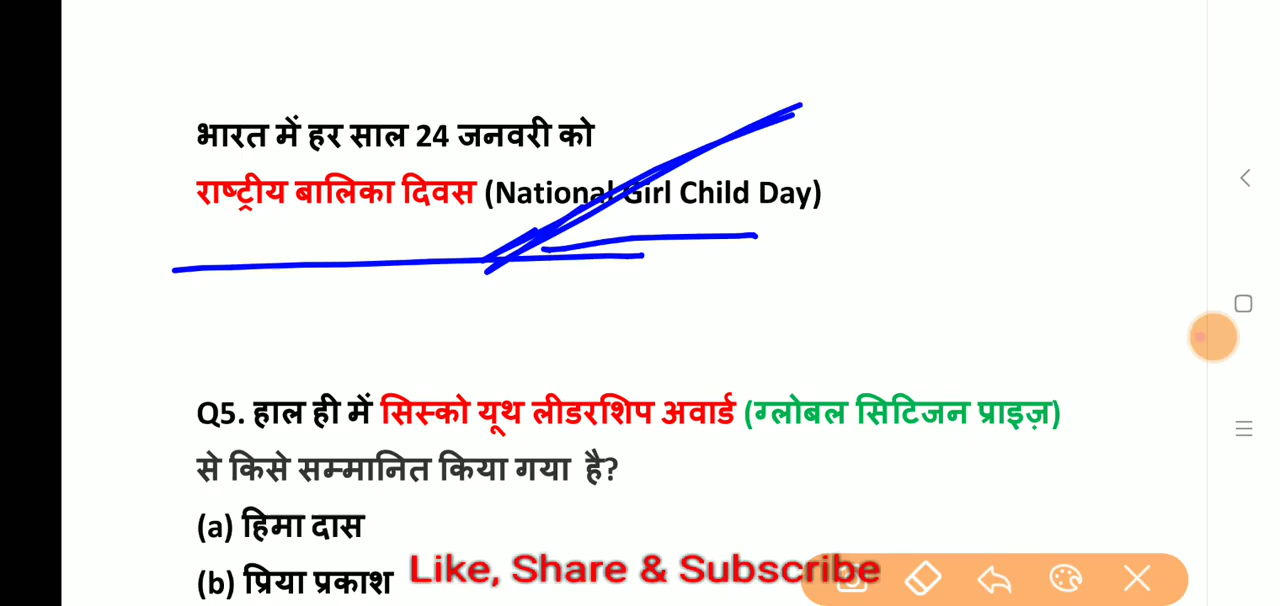 भारत में हर साल 24 जनवरी को
राष्ट्रीय बालिका दिवस (National Girl Child Day)
Q5. हाल ही में सिस्को यूथ लीडरशिप अवार्ड (ग्लोबल सिटिजन प्राइज़)
से किसे सम्मानित किया गया है?
(a) हिमा दास
(b) प्रिया प्रकाश
Like, Share & Subscribe